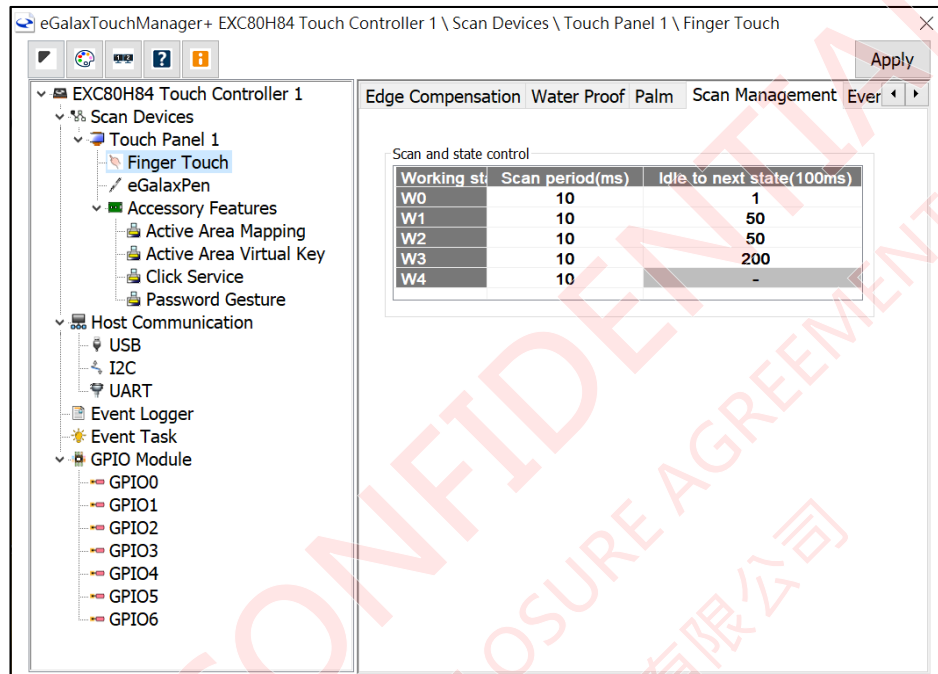 eGalaxTouchManager+ EXC80H84 Touch Controller 1 \ Scan Devices \ Touch Panel 1 \ Finger Touch
Apply
EXC80H84 Touch Controller 1
Scan Devices
Touch Panel 1
Finger Touch
eGalaxPen
Accessory Features
Active Area Mapping
Active Area Virtual Key
Click Service
Password Gesture
Host Communication
USB
I2C
UART
Event Logger
Event Task
GPIO Module
GPIO0
GPIO1
GPIO2
GPIO3
GPIO4
GPIO5
GPIO6
Edge Compensation Water Proof Palm Scan Management Ever
Scan and state control
Working sta Scan period(ms) Idle to next state(100ms)
W0 10 1
W1 10 50
W2 10 50
W3 10 200
W4 10 -
CONFIDENTIAL
LOSURE AGREEMENT
有限公司